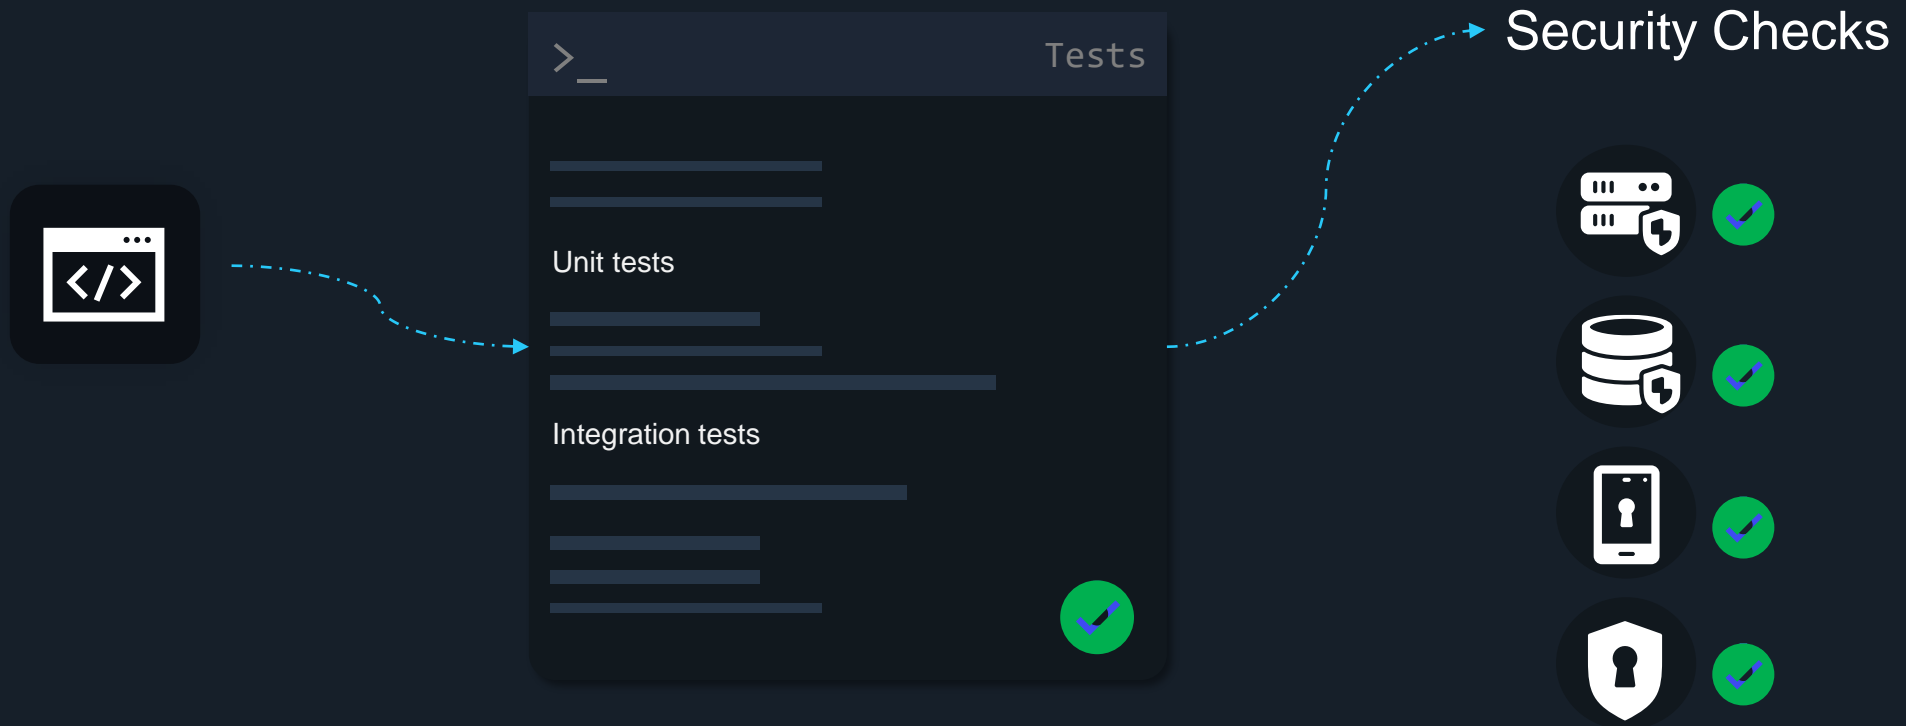 >_ Tests
Security Checks
</>
Unit tests
Integration tests